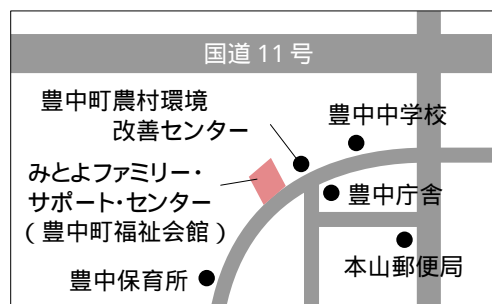 国道11号
豊中町農村環境
改善センター
豊中中学校
みとよファミリー・
サポート・センター
(豊中町福祉会館)
豊中庁舎
本山郵便局
豊中保育所